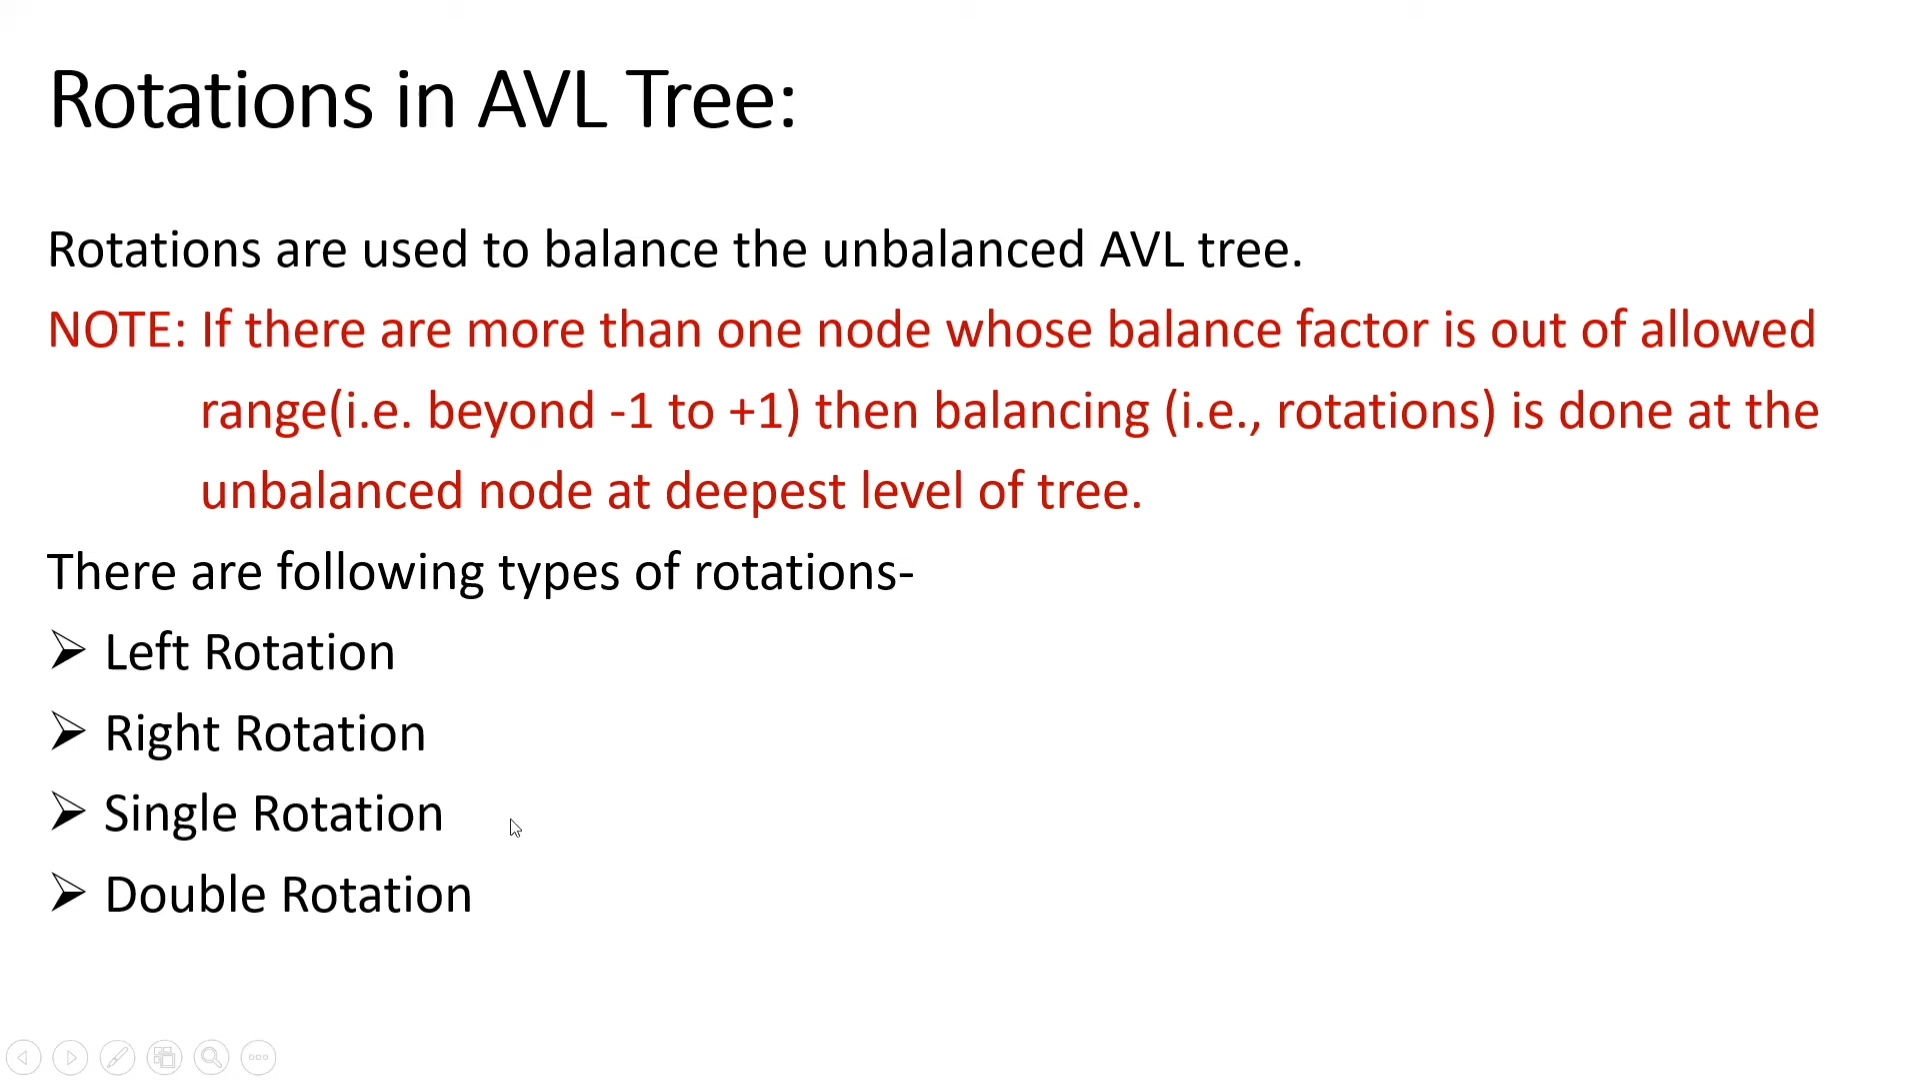 Rotations in AVL Tree:
Rotations are used to balance the unbalanced AVL tree.
NOTE: If there are more than one node whose balance factor is out of allowed
range(i.e. beyond -1 to +1) then balancing (i.e., rotations) is done at the
unbalanced node at deepest level of tree.
There are following types of rotations-
➢ Left Rotation
➢ Right Rotation
➢ Single Rotation
➢ Double Rotation